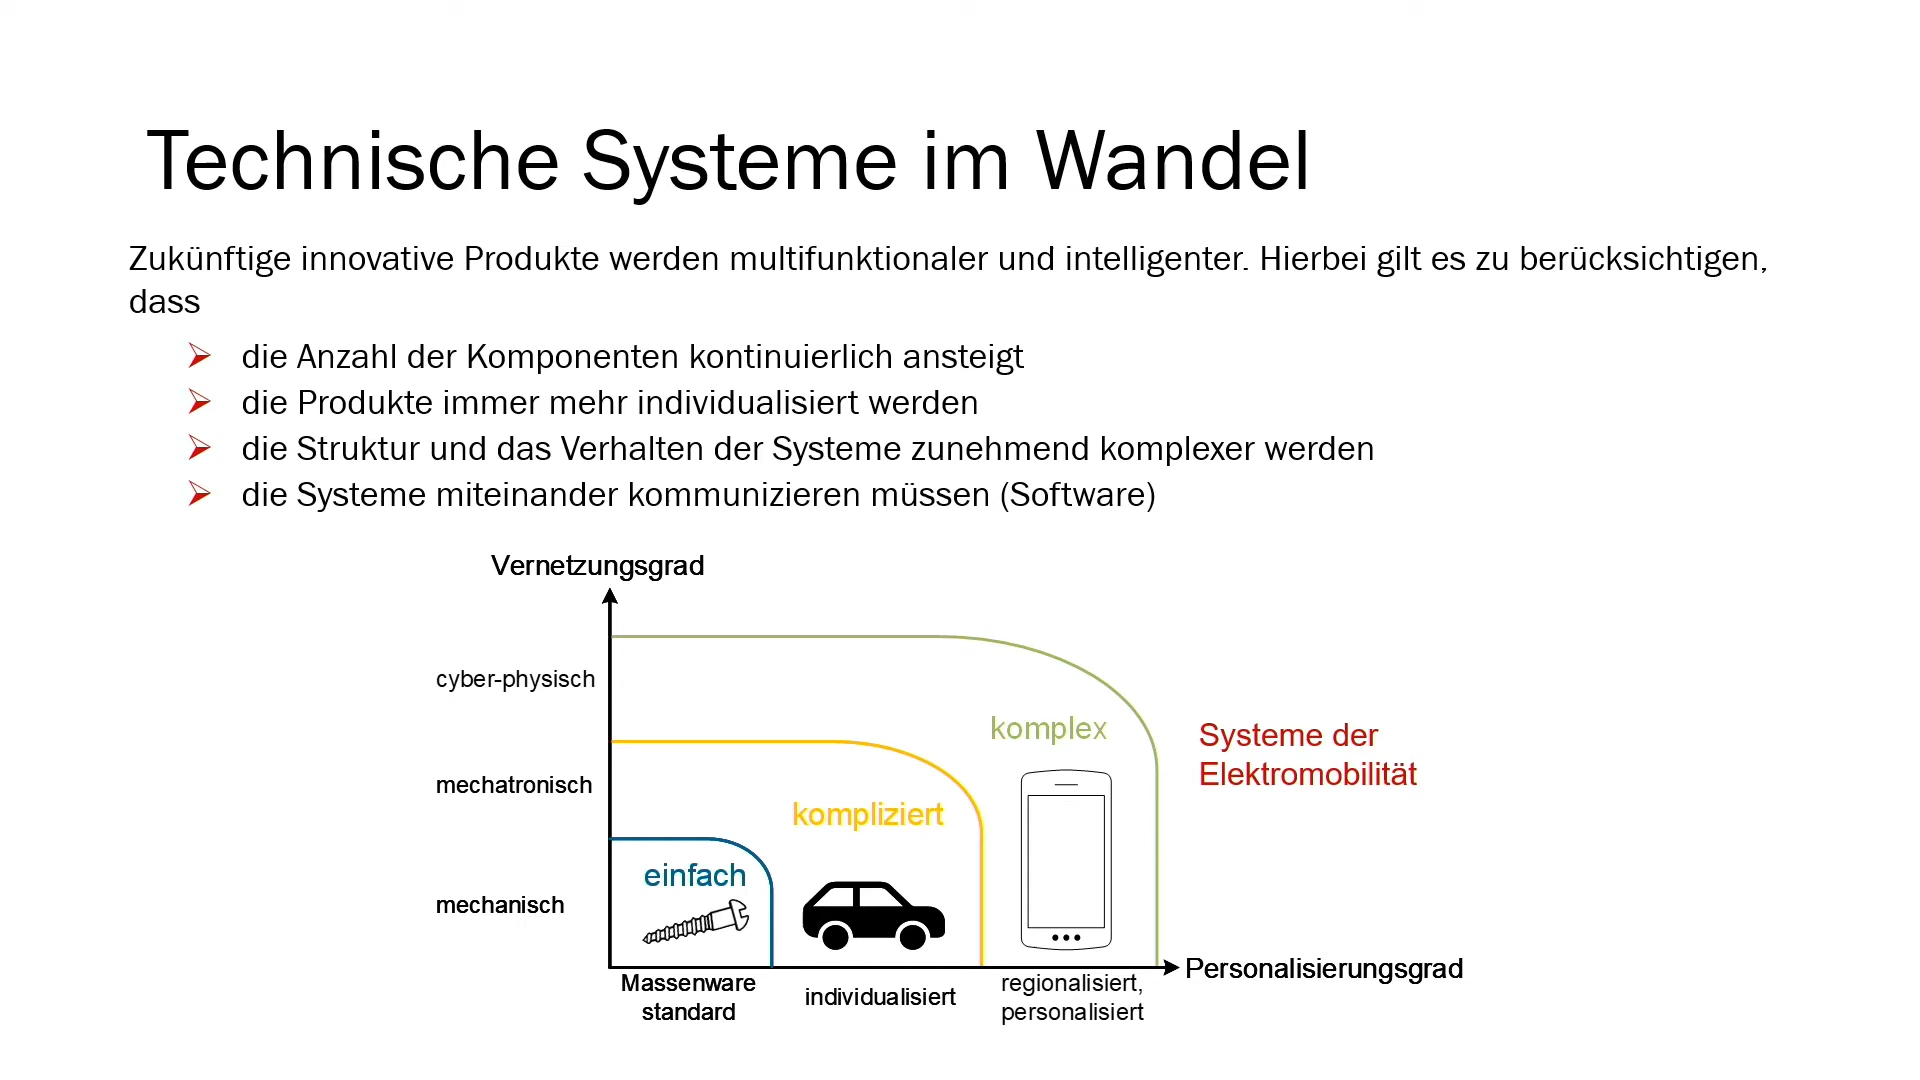 Technische Systeme im Wandel
Zukünftige innovative Produkte werden multifunktionaler und intelligenter. Hierbei gilt es zu berücksichtigen,
dass
die Anzahl der Komponenten kontinuierlich ansteigt
die Produkte immer mehr individualisiert werden
die Struktur und das Verhalten der Systeme zunehmend komplexer werden
die Systeme miteinander kommunizieren müssen (Software)
Vernetzungsgrad
cyber-physisch
komplex
Systeme der
Elektromobilität
mechatronisch
kompliziert
einfach
mechanisch
Personalisierungsgrad
Massenware
standard
individualisiert
regionalisiert,
personalisiert